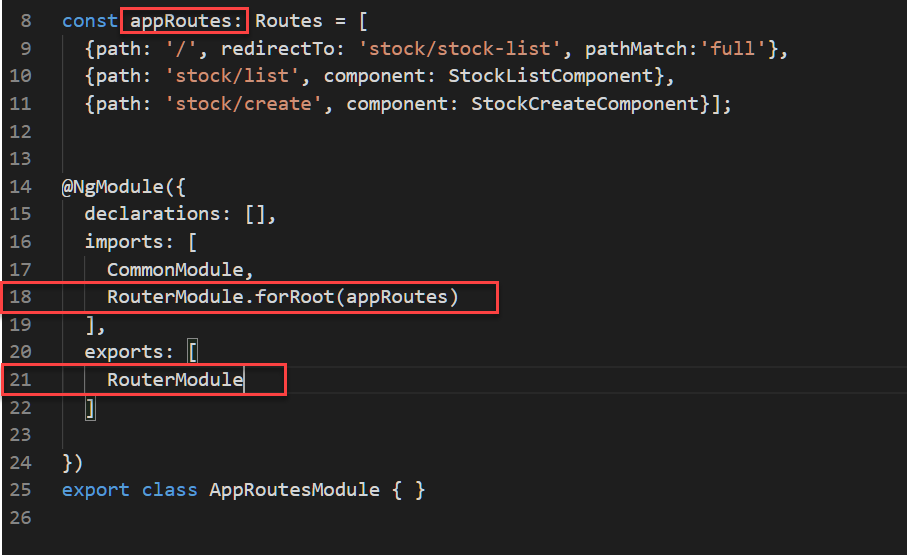 8 const appRoutes: Routes = [
9 {path: '/', redirectTo: 'stock/stock-list', pathMatch:'full'},
10 {path: 'stock/list', component: StockListComponent},
11 {path: 'stock/create', component: StockCreateComponent}];
12
13
14 @NgModule({
15 declarations: [],
16 imports: [
17 CommonModule,
18 RouterModule.forRoot(appRoutes)
19 ],
20 exports: [
21 RouterModule
22 ]
23
24 })
25 export class AppRoutesModule { }
26